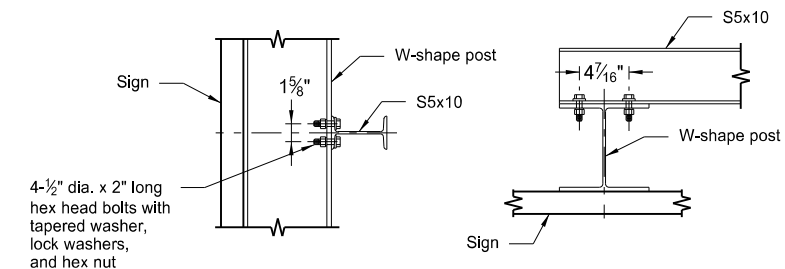 Sign
1⅝"
W-shape post
S5x10
4-½" dia. x 2" long
hex head bolts with
tapered washer,
lock washers,
and hex nut
S5x10
4⁷⁄₁₆"
W-shape post
Sign